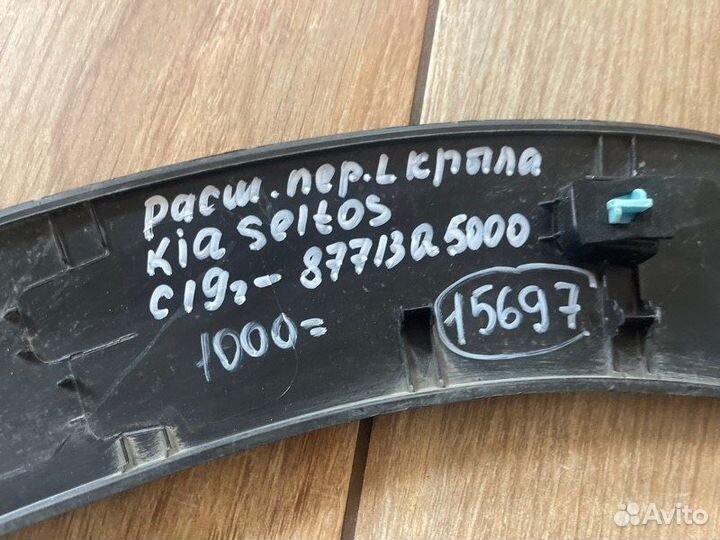 расш. пер. L крыла
Kia Seltos
с 19г- 87713Q5000
1000=
15697
Avito